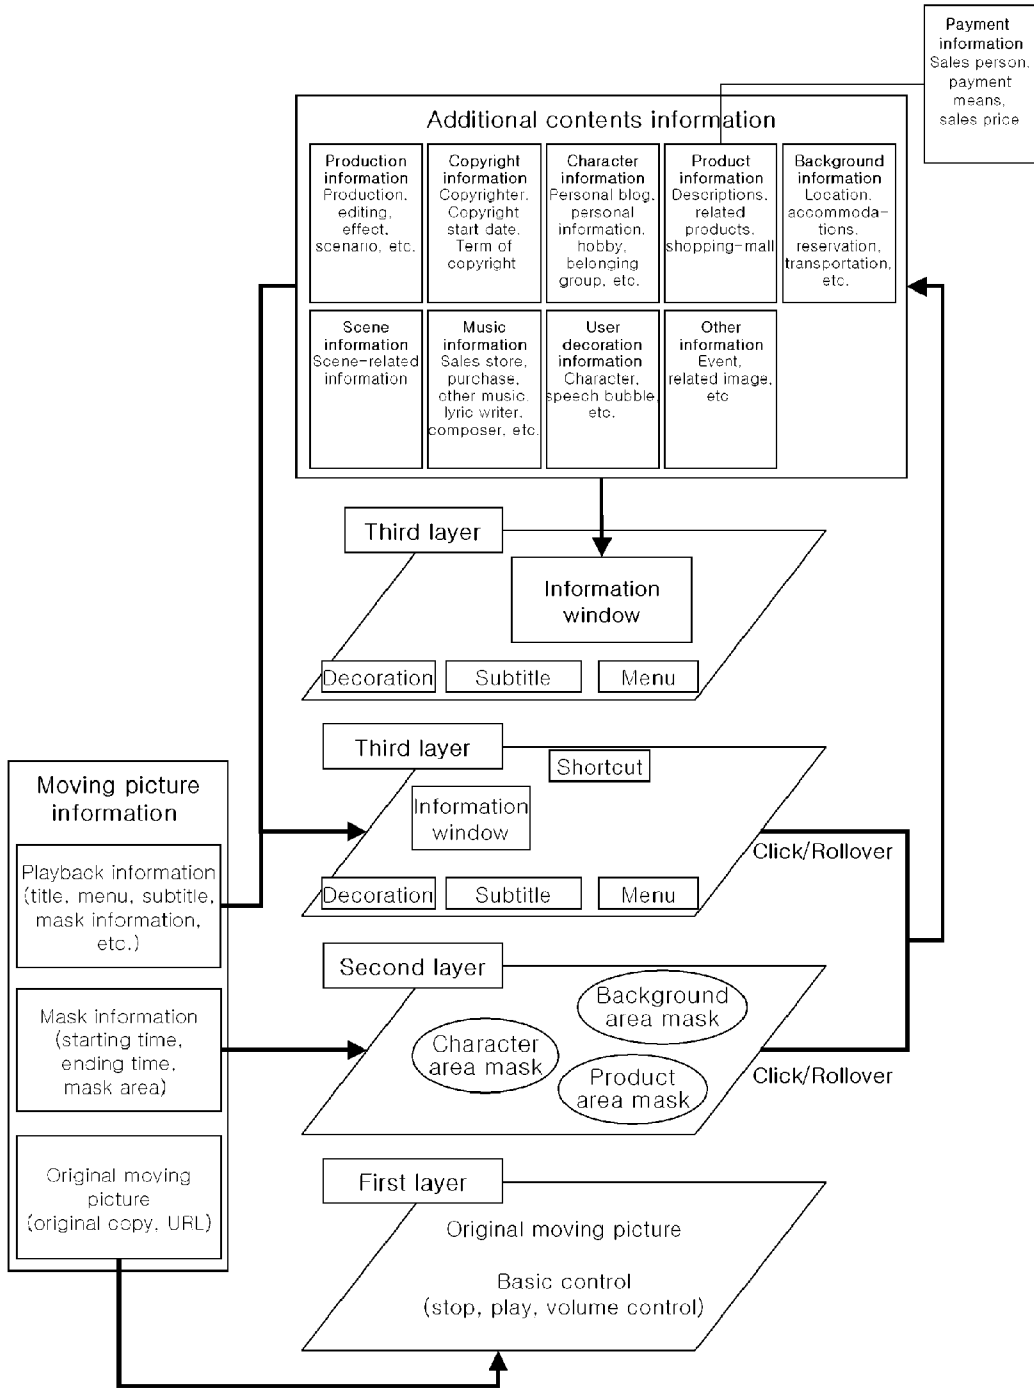 Payment
information
Sales person,
payment
means,
sales price
Additional contents information
Production
information
Production,
editing,
effect,
scenario, etc.
Copyright
information
Copyrighter,
Copyright
start date,
Term of
copyright
Character
information
Personal blog,
personal
information,
hobby,
belonging
group, etc.
Product
information
Descriptions,
related
products,
shopping-mall
Background
information
Location,
accommoda-
tions,
reservation,
transportation,
etc.
Scene
information
Scene-related
information
Music
information
Sales store,
purchase,
other music,
lyric writer,
composer, etc.
User
decoration
information
Character,
speech bubble,
etc.
Other
information
Event,
related image,
etc
Third layer
Information
window
Decoration
Subtitle
Menu
Third layer
Shortcut
Information
window
Decoration
Subtitle
Menu
Click/Rollover
Moving picture
information
Playback information
(title, menu, subtitle,
mask information,
etc.)
Mask information
(starting time,
ending time,
mask area)
Original moving
picture
(original copy, URL)
Second layer
Background
area mask
Character
area mask
Product
area mask
Click/Rollover
First layer
Original moving picture
Basic control
(stop, play, volume control)